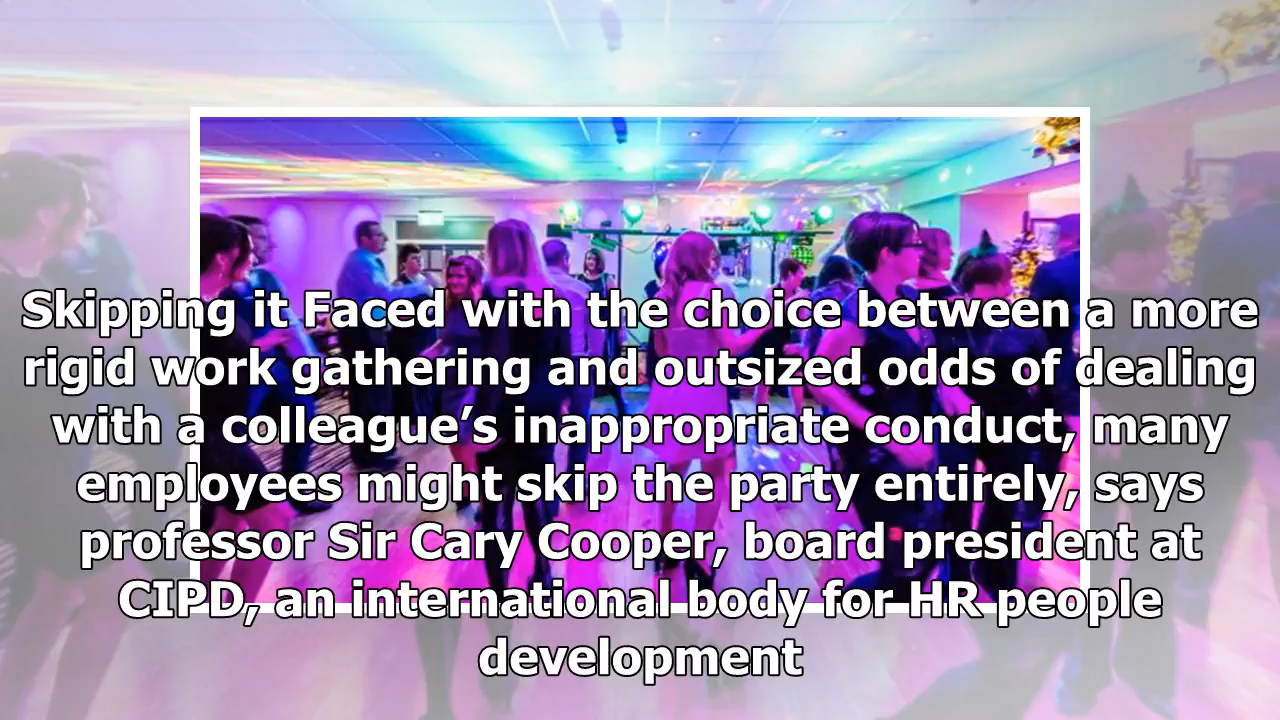 Skipping it Faced with the choice between a more
rigid work gathering and outsized odds of dealing
with a colleague’s inappropriate conduct, many
employees might skip the party entirely, says
professor Sir Cary Cooper, board president at
CIPD, an international body for HR people
development